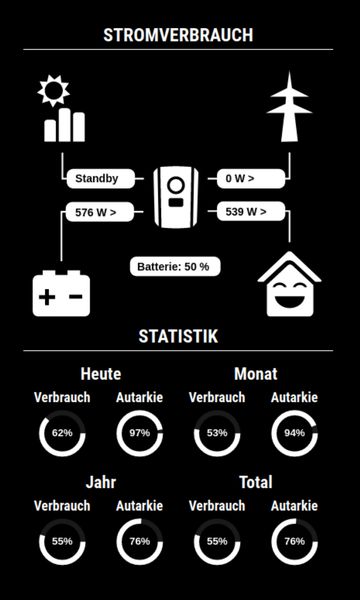 STROMVERBRAUCH
Standby
0 W >
576 W >
539 W >
Batterie: 50 %
STATISTIK
Heute
Monat
Verbrauch Autarkie Verbrauch Autarkie
62% 97% 53% 94%
Jahr
Total
Verbrauch Autarkie Verbrauch Autarkie
55% 76% 55% 76%